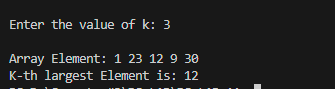 Enter the value of k: 3
Array Element: 1 23 12 9 30
K-th largest Element is: 12